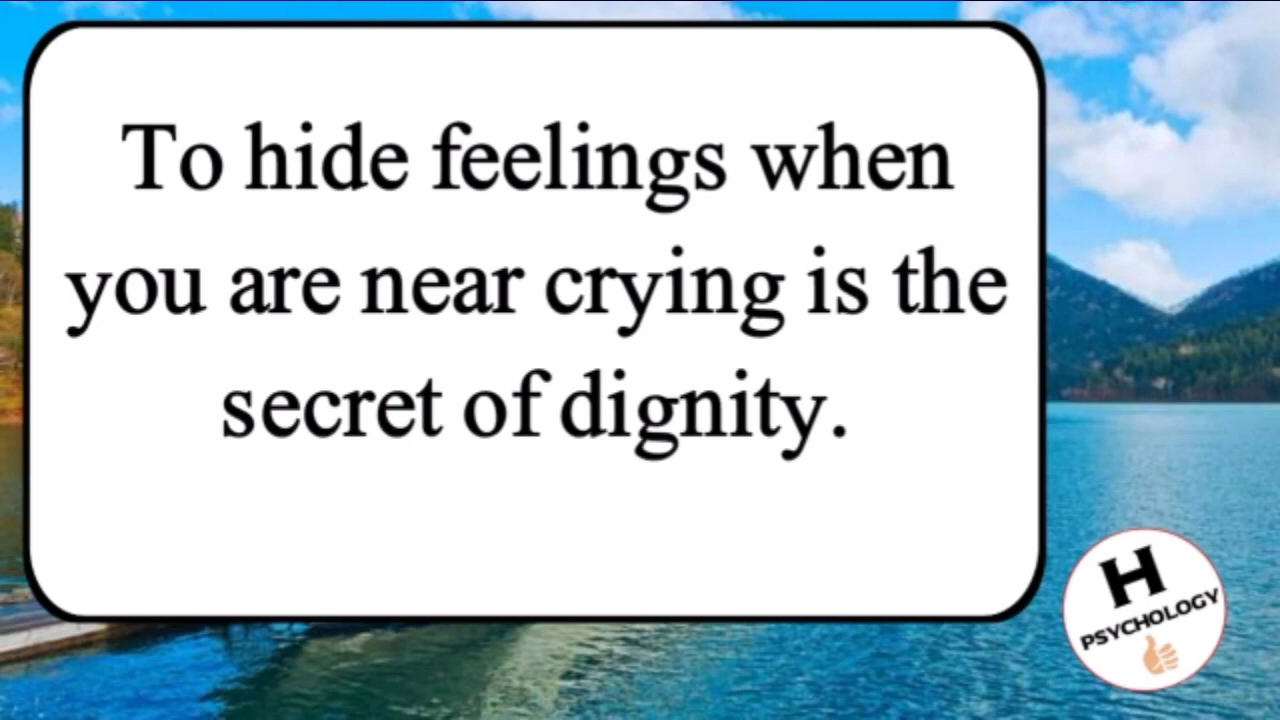 To hide feelings when
you are near crying is the
secret of dignity.
H
PSYCHOLOGY